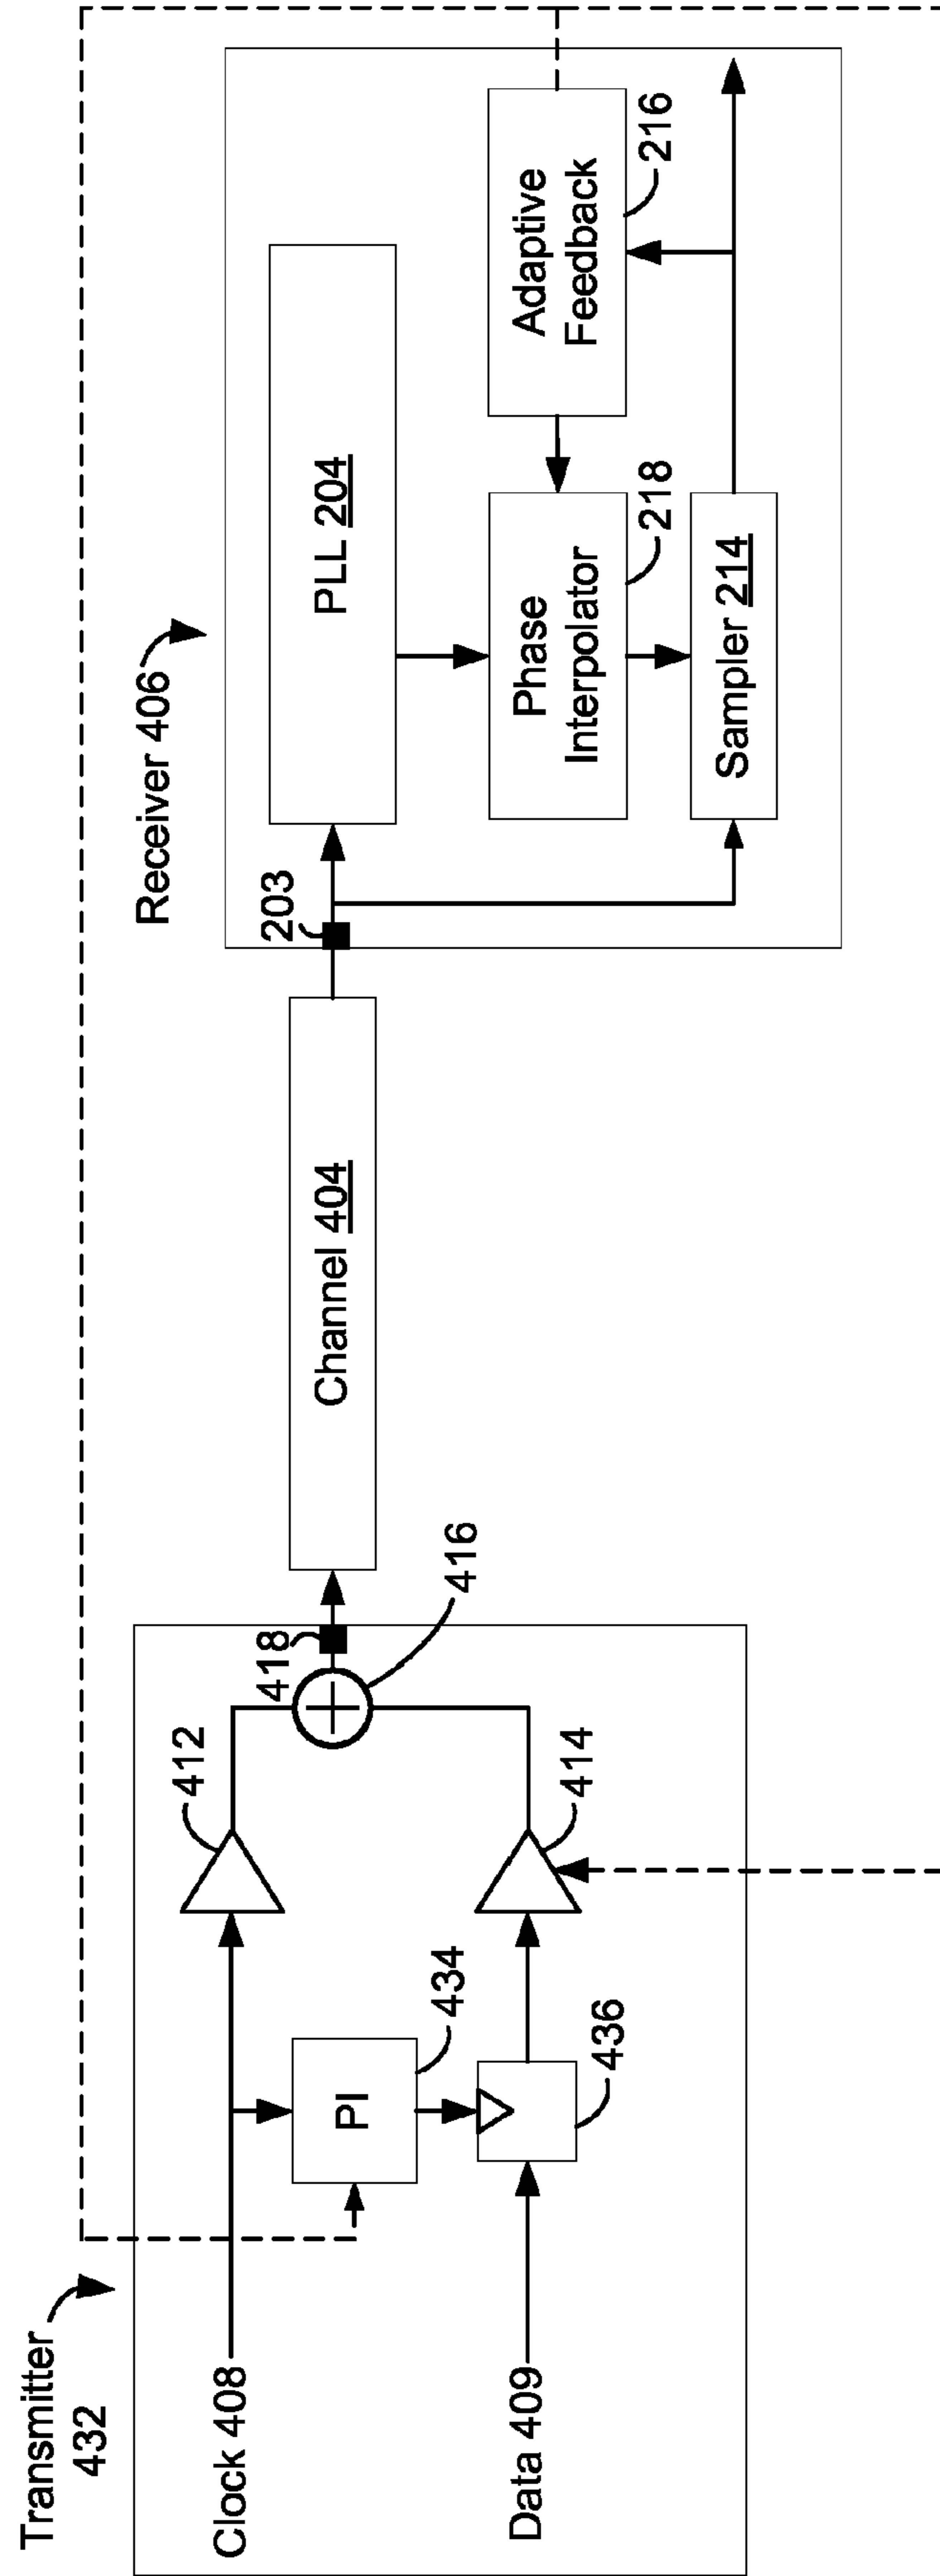 Transmitter
432
Clock 408
Data 409
PI
434
436
412
414
418
416
Channel 404
Receiver 406
203
PLL 204
Phase
Interpolator
218
Adaptive
Feedback
216
Sampler 214